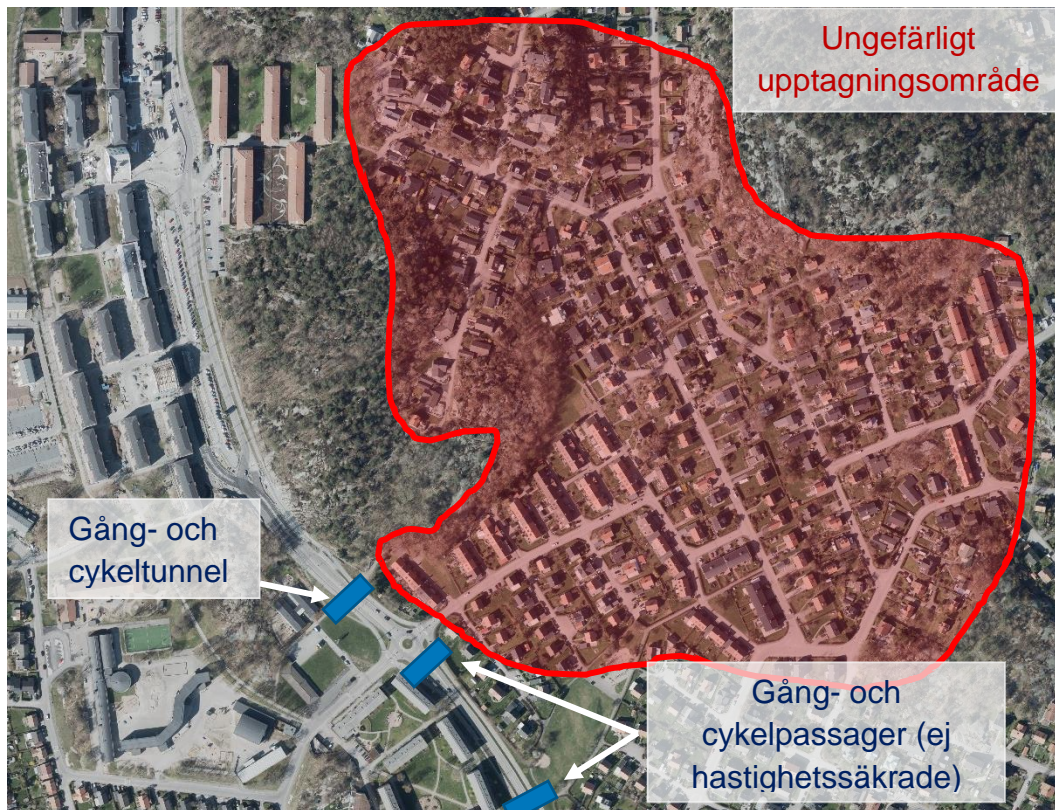 Ungefärligt
upptagningsområde
Gång- och
cykeltunnel
Gång- och
cykelpassager (ej
hastighetssäkrade)